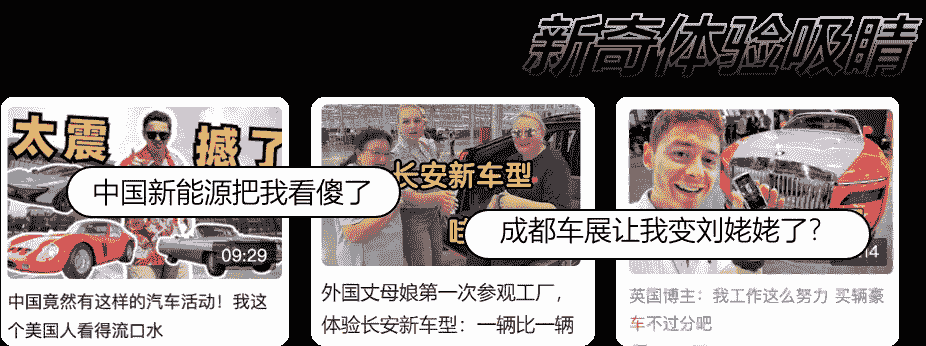 新奇体验吸睛
太震撼了
中国新能源把我看傻了
09:29
中国竟然有这样的汽车活动！我这
个美国人看得流口水
长安新车型
外国丈母娘第一次参观工厂，
体验长安新车型：一辆比一辆
成都车展让我变刘姥姥了？
14
英国博主：我工作这么努力 买辆豪
车不过分吧